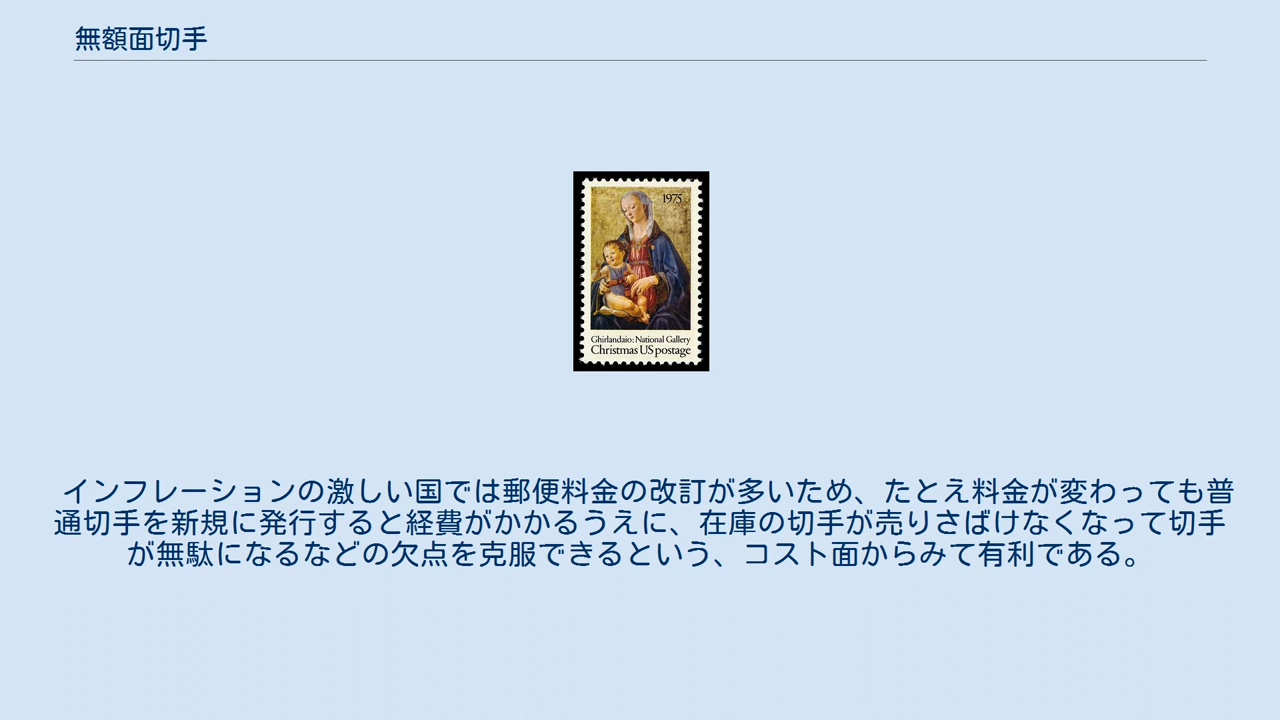 無額面切手
1975
Ghirlandaio: National Gallery
Christmas US postage
インフレーションの激しい国では郵便料金の改訂が多いため、たとえ料金が変わっても普
通切手を新規に発行すると経費がかかるうえに、在庫の切手が売りさばけなくなって切手
が無駄になるなどの欠点を克服できるという、コスト面からみて有利である。